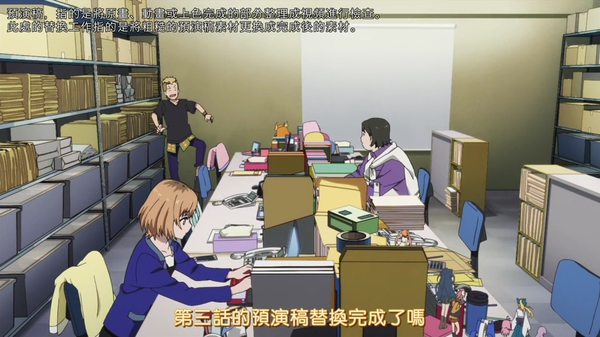 預演稿，指的是將原畫、動畫或上色完成的部分整理成視頻進行檢查。
此處的替換工作指的是將粗糙的預演稿素材更換成完成後的素材。
第三話的預演稿替換完成了嗎